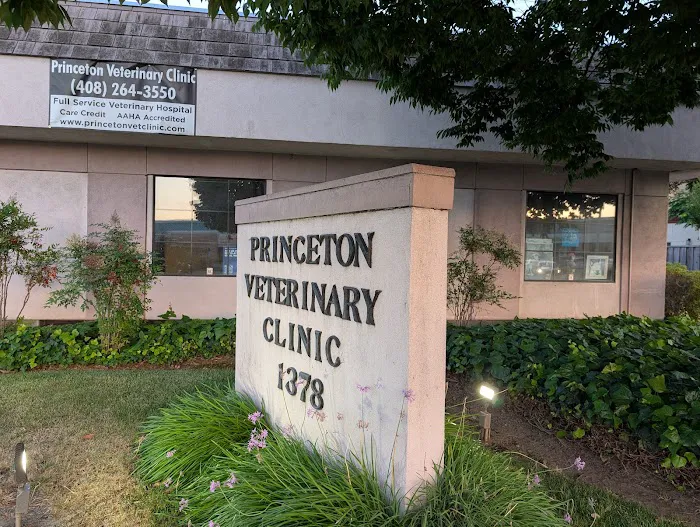 Princeton Veterinary Clinic
(408) 264-3550
Full Service Veterinary Hospital
Care Credit AAHA Accredited
www.princetonvetclinic.com
PRINCETON
VETERINARY
CLINIC
1378